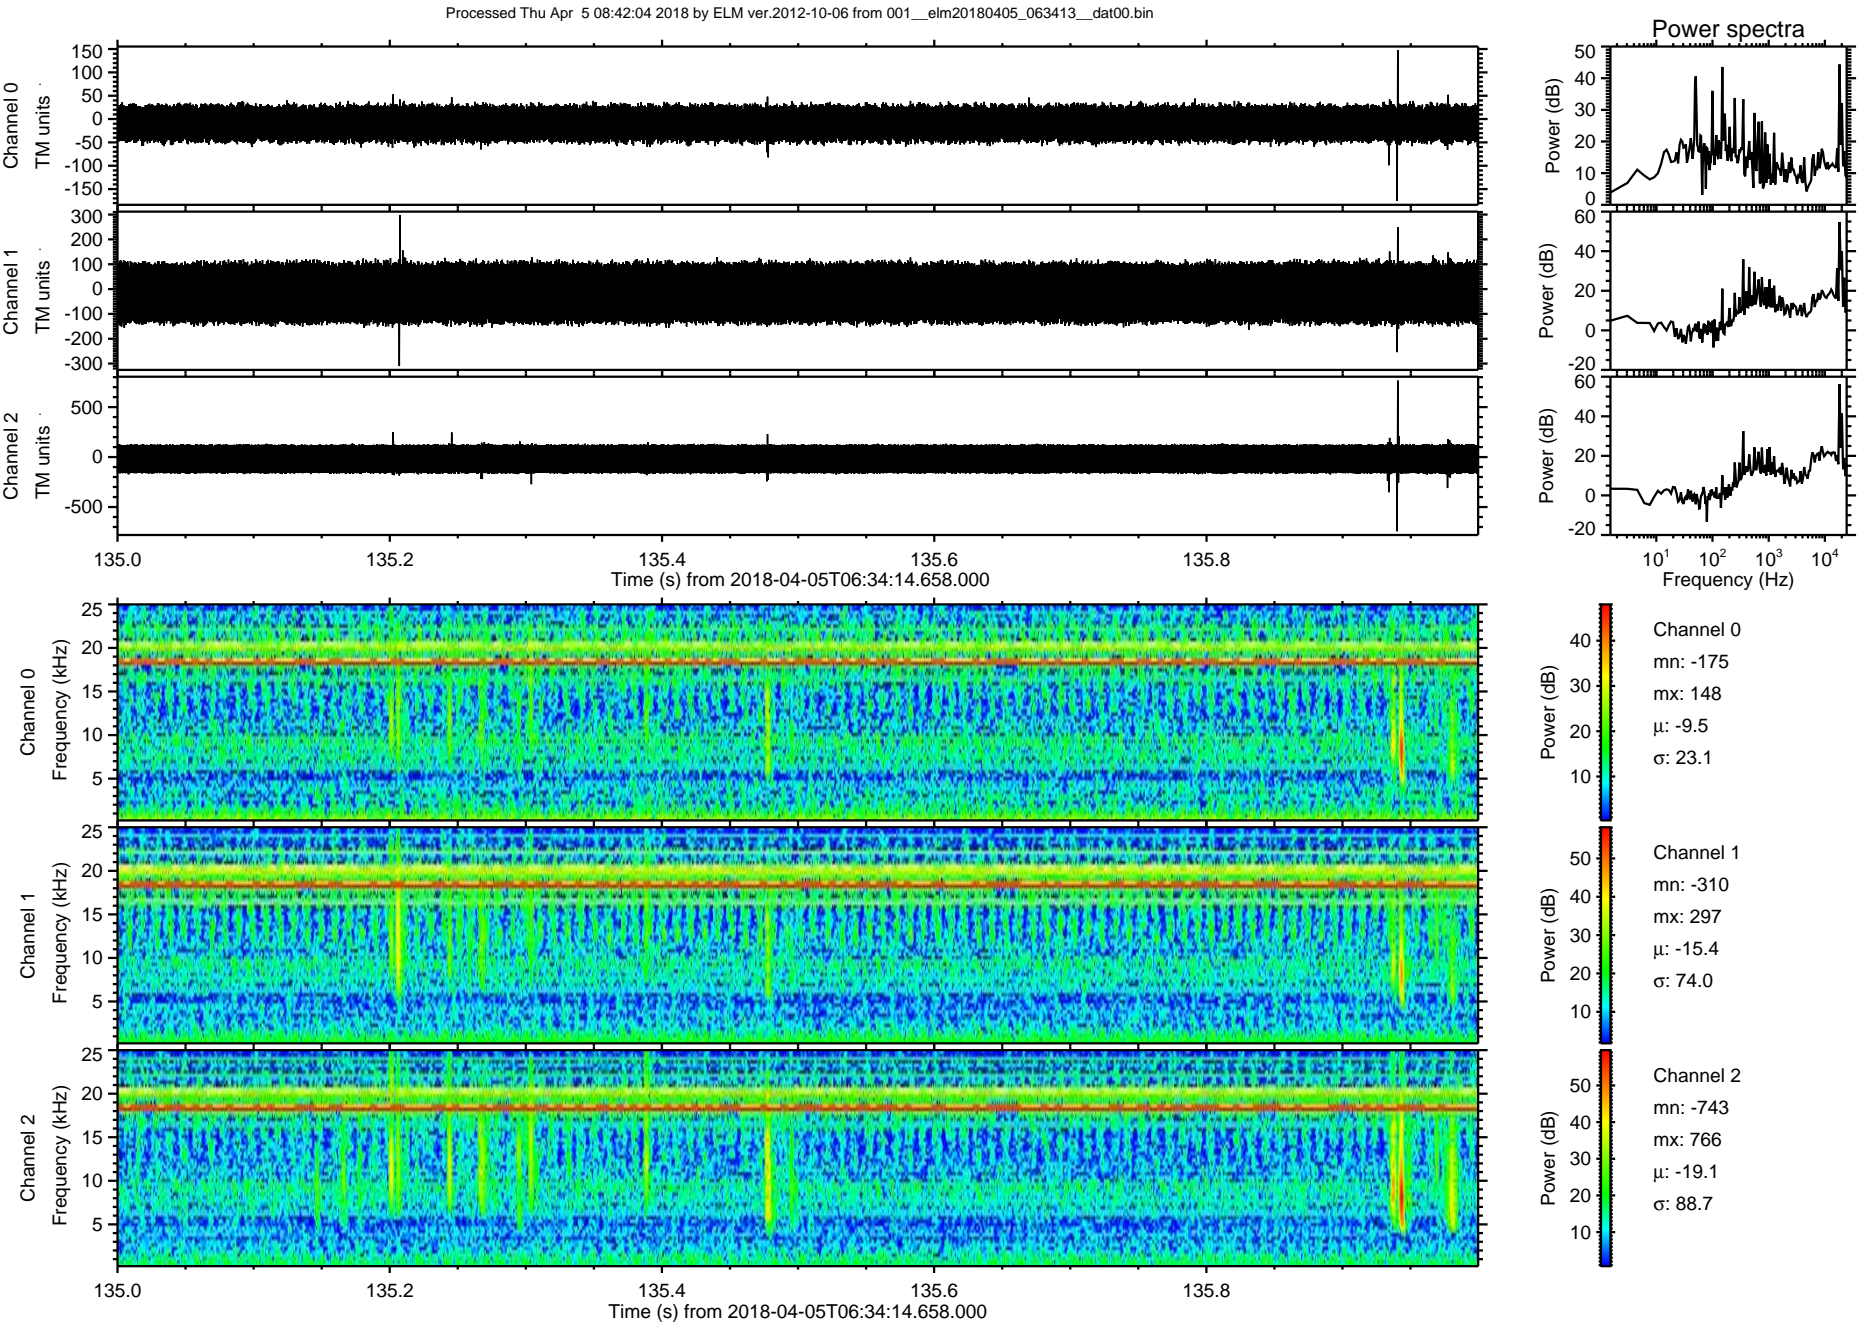 Processed Thu Apr  5 08:42:04 2018 by ELM ver.2012-10-06 from 001__elm20180405_063413__dat00.bin
Power spectra
Channel 0
TM units
150
100
50
0
-50
-100
-150
Power (dB)
50
40
30
20
10
0
Channel 1
TM units
300
200
100
0
-100
-200
-300
Power (dB)
60
40
20
0
-20
Channel 2
TM units
500
0
-500
Power (dB)
60
40
20
0
-20
135.0 135.2 135.4 135.6 135.8
Time (s) from 2018-04-05T06:34:14.658.000
10^1 10^2 10^3 10^4
Frequency (Hz)
Channel 0
Frequency (kHz)
25
20
15
10
5
Power (dB)
40
30
20
10
Channel 0
mn: -175
mx: 148
μ: -9.5
σ: 23.1
Channel 1
Frequency (kHz)
25
20
15
10
5
Power (dB)
50
40
30
20
10
Channel 1
mn: -310
mx: 297
μ: -15.4
σ: 74.0
Channel 2
Frequency (kHz)
25
20
15
10
5
Power (dB)
50
40
30
20
10
Channel 2
mn: -743
mx: 766
μ: -19.1
σ: 88.7
135.0 135.2 135.4 135.6 135.8
Time (s) from 2018-04-05T06:34:14.658.000